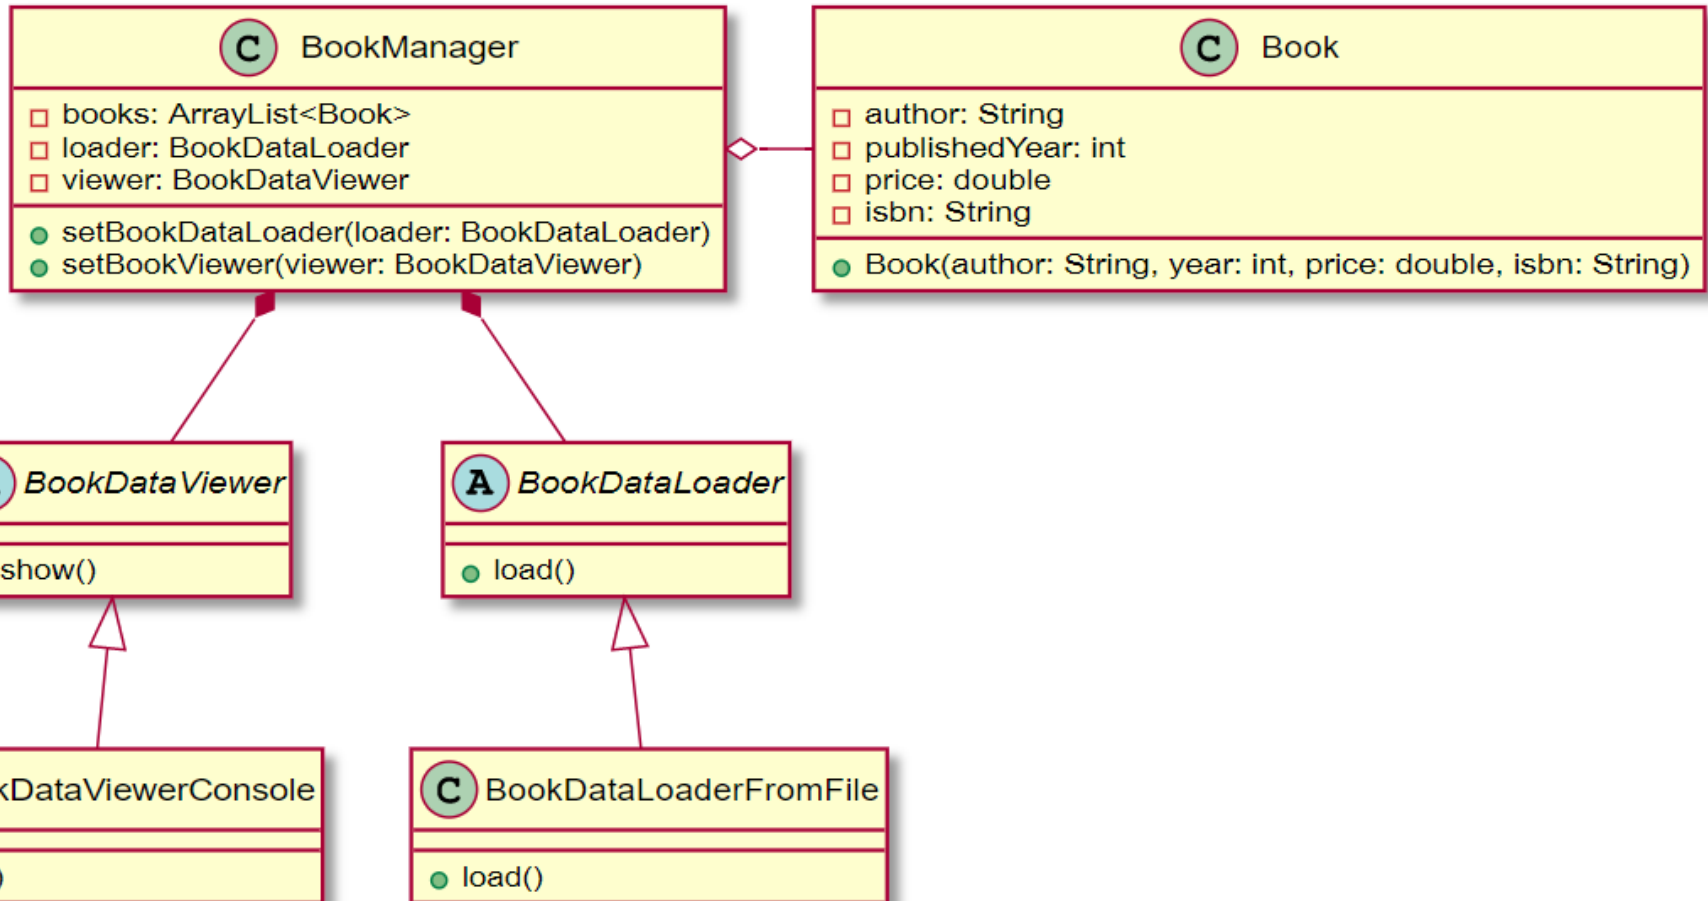 C BookManager
books: ArrayList<Book>
loader: BookDataLoader
viewer: BookDataViewer
setBookDataLoader(loader: BookDataLoader)
setBookViewer(viewer: BookDataViewer)
C Book
author: String
publishedYear: int
price: double
isbn: String
Book(author: String, year: int, price: double, isbn: String)
BookDataViewer
show()
A BookDataLoader
load()
kDataViewerConsole
)
C BookDataLoaderFromFile
load()